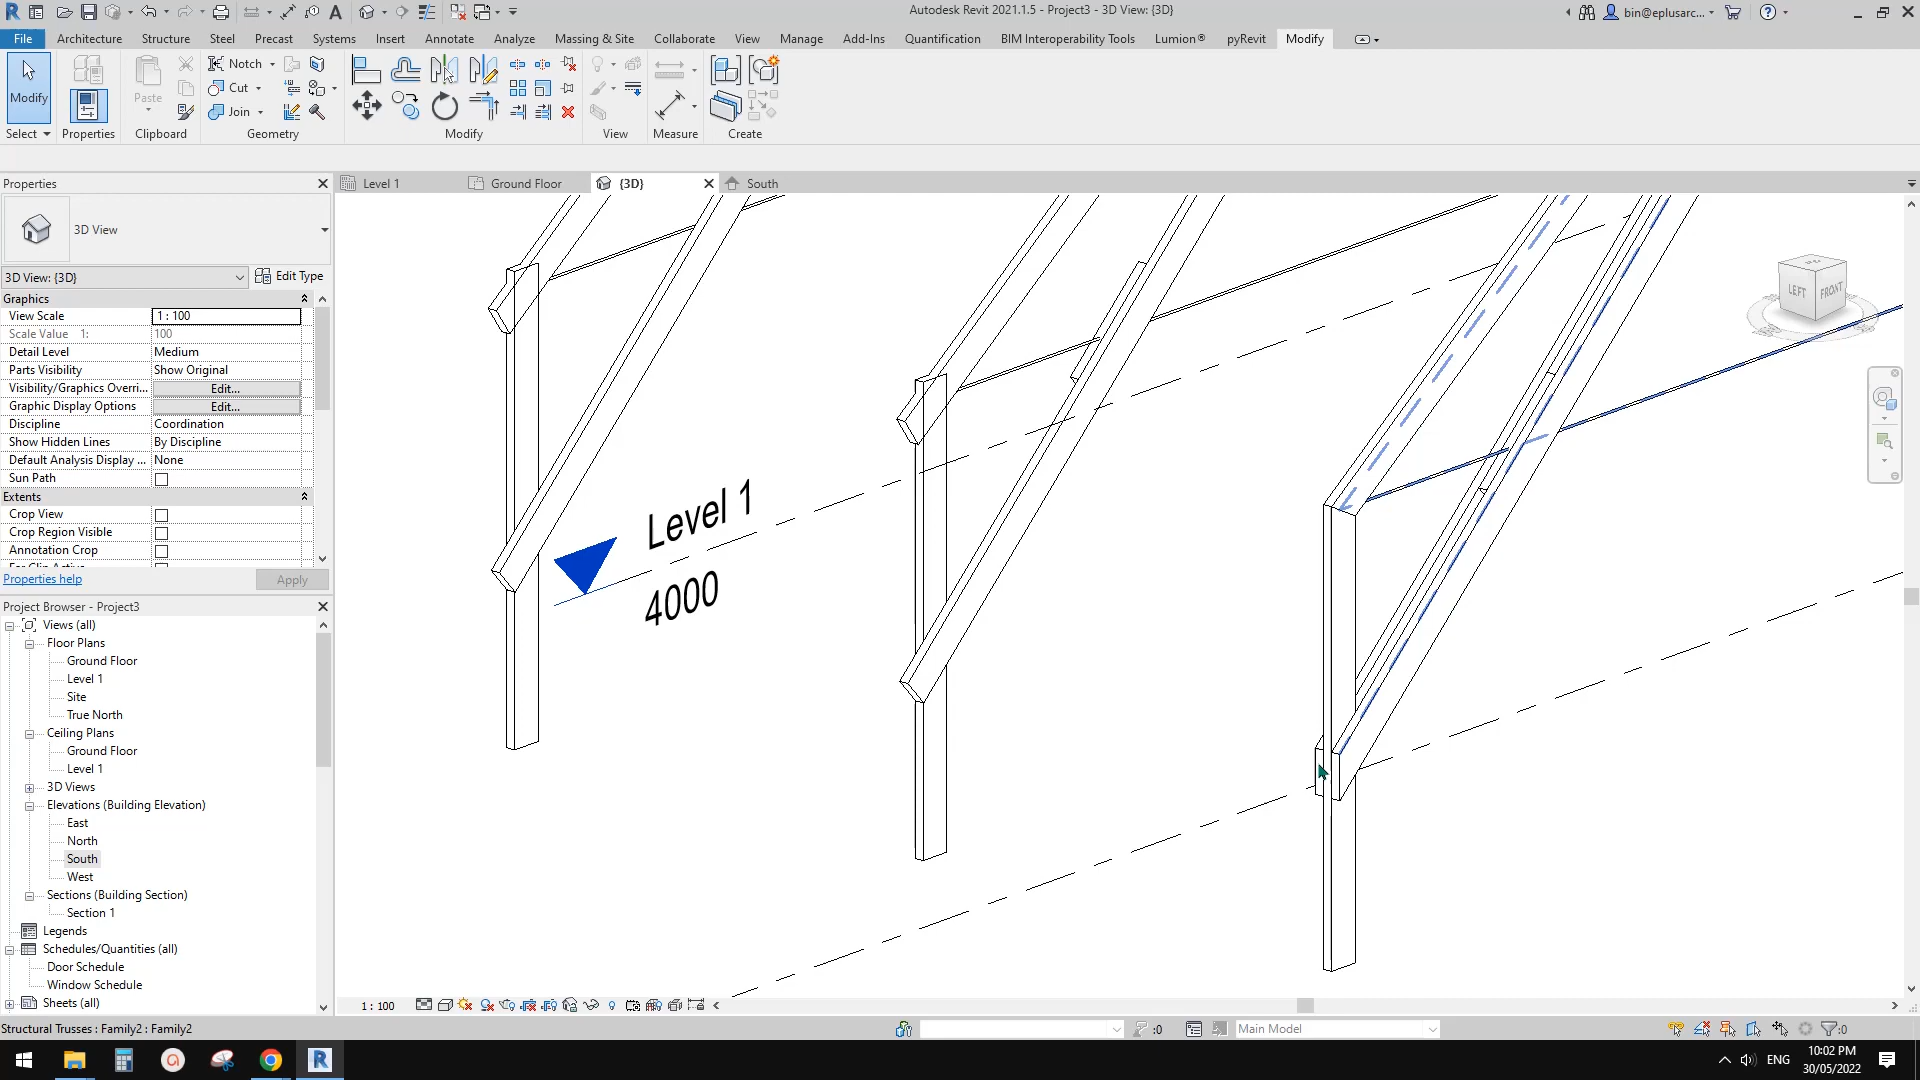 Autodesk Revit 2021.1.5 - Project3 - 3D View: {3D}
bin@eplusarc...
File Architecture Structure Steel Precast Systems Insert Annotate Analyze Massing & Site Collaborate View Manage Add-Ins Quantification BIM Interoperability Tools Lumion® pyRevit Modify
Modify
Paste
Notch
Cut
Join
Select Properties Clipboard Geometry Modify View Measure Create
Properties
Level 1 Ground Floor {3D} South
3D View
3D View: {3D} Edit Type
Graphics
View Scale 1 : 100
Scale Value 1: 100
Detail Level Medium
Parts Visibility Show Original
Visibility/Graphics Overri... Edit...
Graphic Display Options Edit...
Discipline Coordination
Show Hidden Lines By Discipline
Default Analysis Display ... None
Sun Path
Extents
Crop View
Crop Region Visible
Annotation Crop
Properties help Apply
Project Browser - Project3
Views (all)
Floor Plans
Ground Floor
Level 1
Site
True North
Ceiling Plans
Ground Floor
Level 1
3D Views
Elevations (Building Elevation)
East
North
South
West
Sections (Building Section)
Section 1
Legends
Schedules/Quantities (all)
Door Schedule
Window Schedule
Sheets (all)
Level 1
4000
LEFT FRONT
1 : 100
Structural Trusses : Family2 : Family2
:0
Main Model
:0
ENG
10:02 PM
30/05/2022